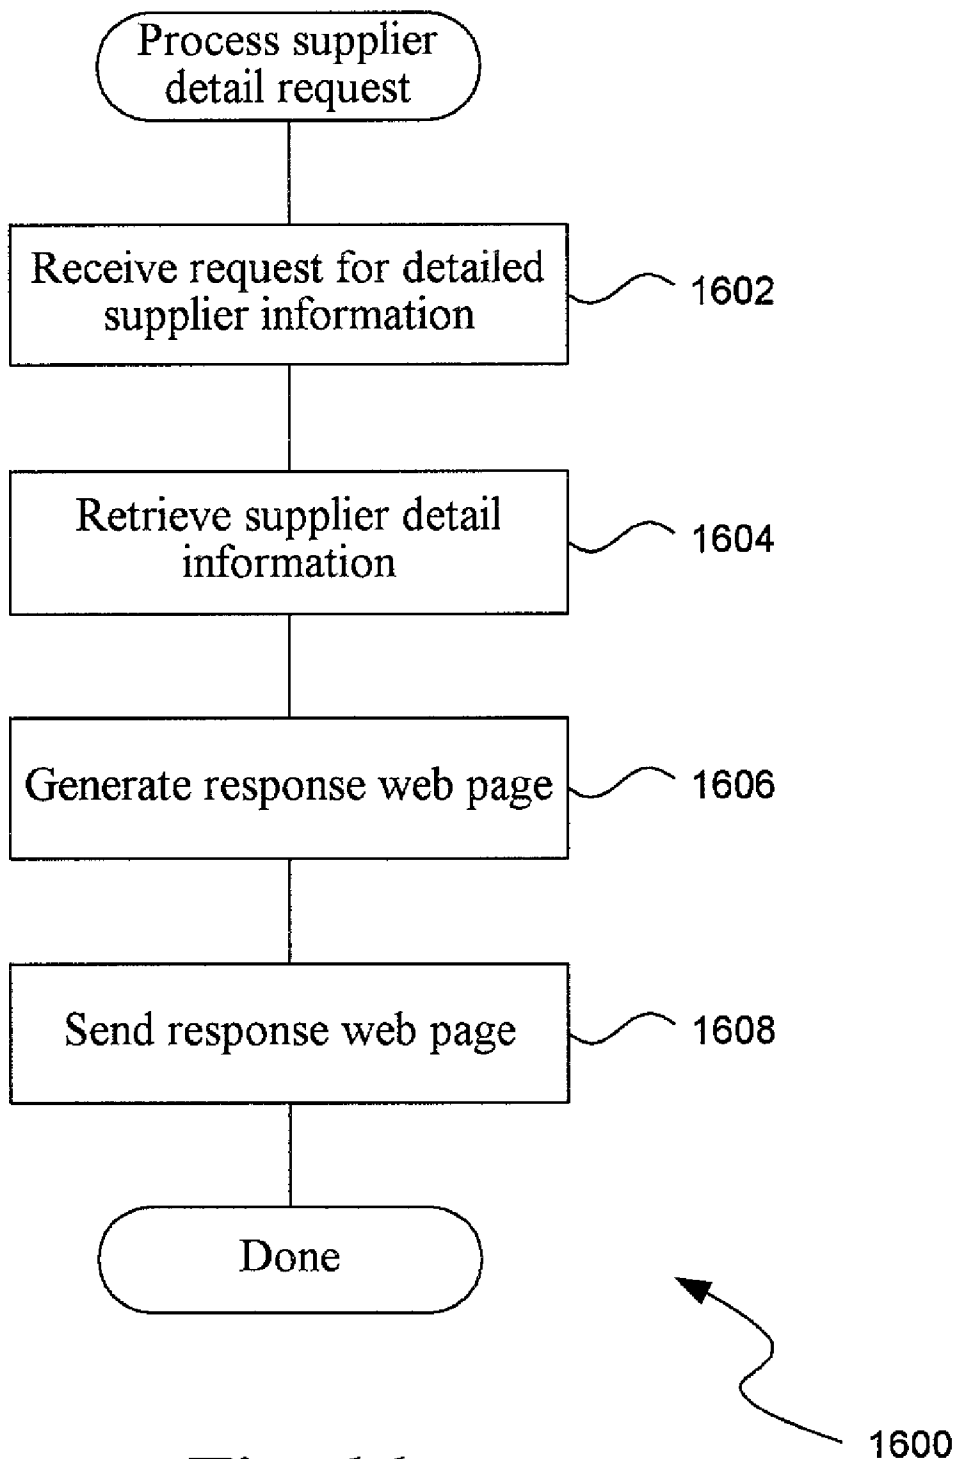 Process supplier
detail request
Receive request for detailed
supplier information
1602
Retrieve supplier detail
information
1604
Generate response web page
1606
Send response web page
1608
Done
1600